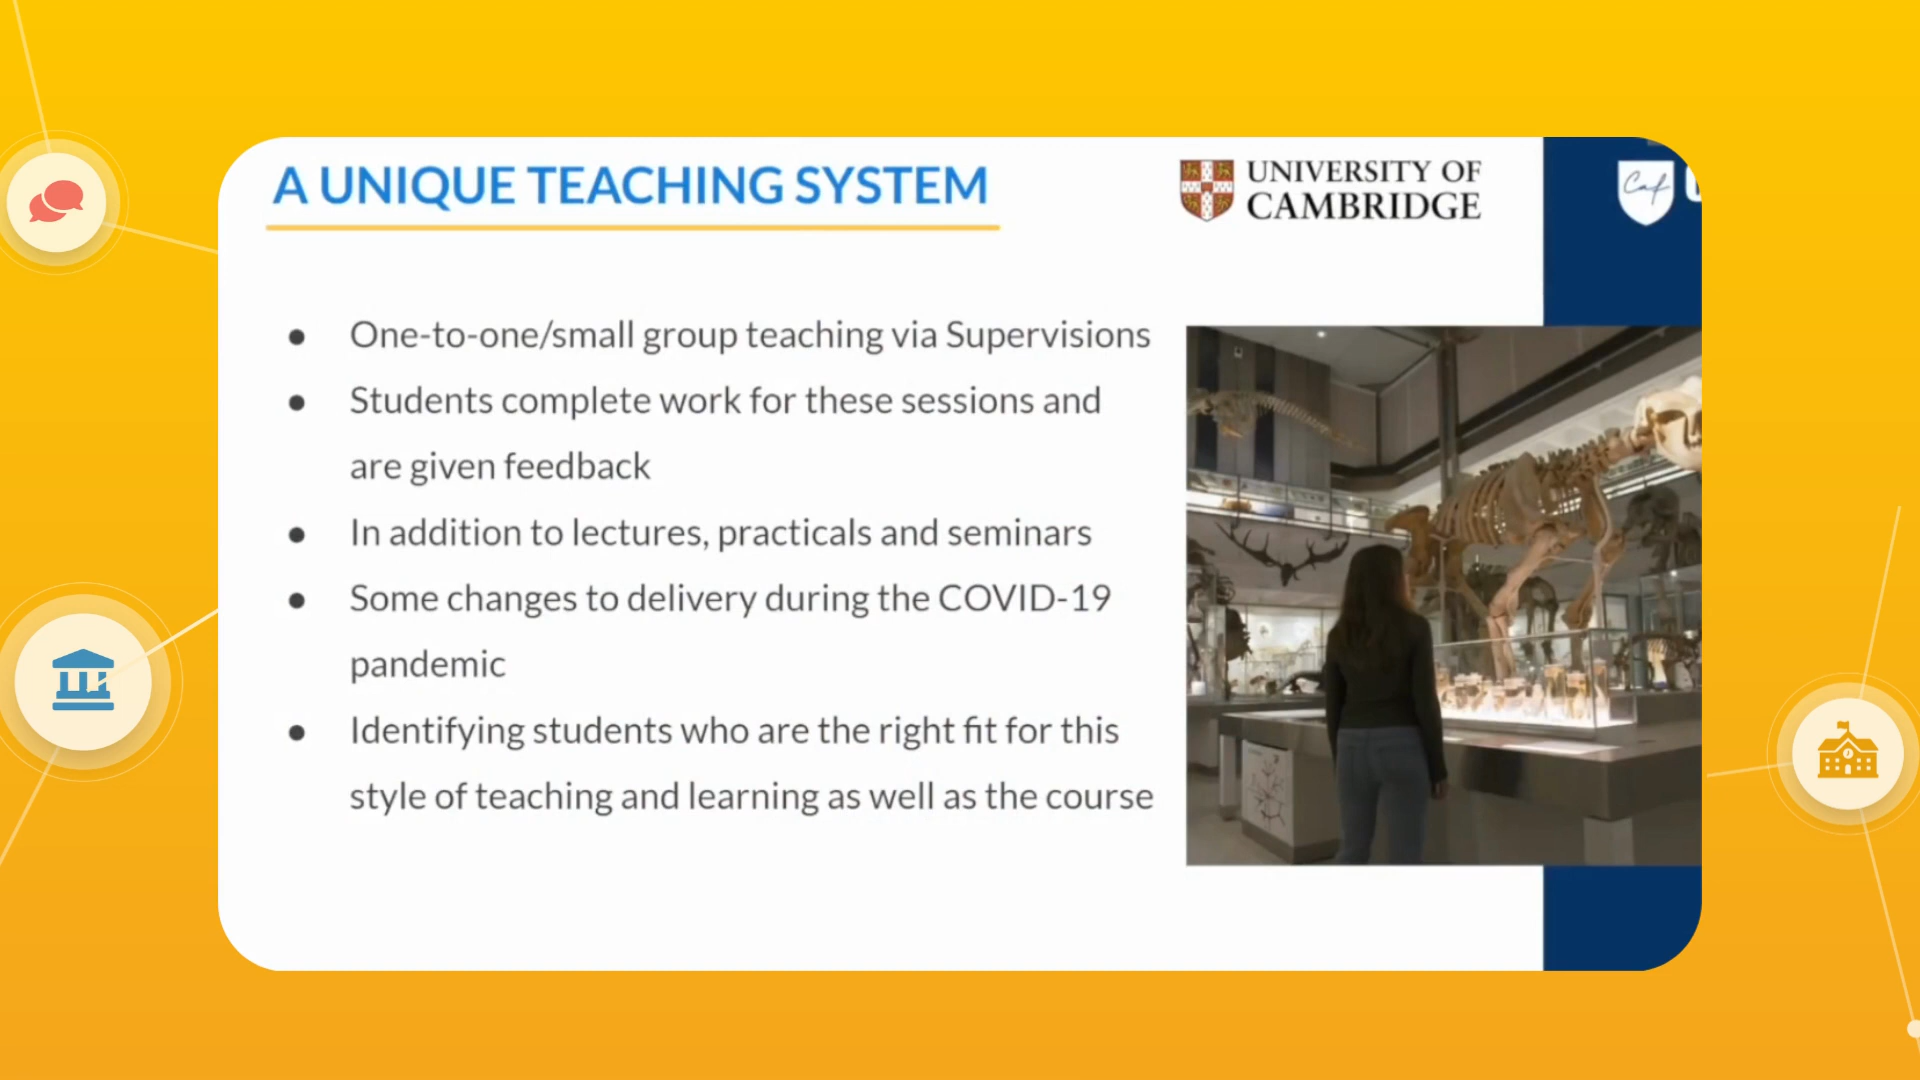 A UNIQUE TEACHING SYSTEM
UNIVERSITY OF
CAMBRIDGE
Caf
● One-to-one/small group teaching via Supervisions
● Students complete work for these sessions and
are given feedback
● In addition to lectures, practicals and seminars
● Some changes to delivery during the COVID-19
pandemic
● Identifying students who are the right fit for this
style of teaching and learning as well as the course